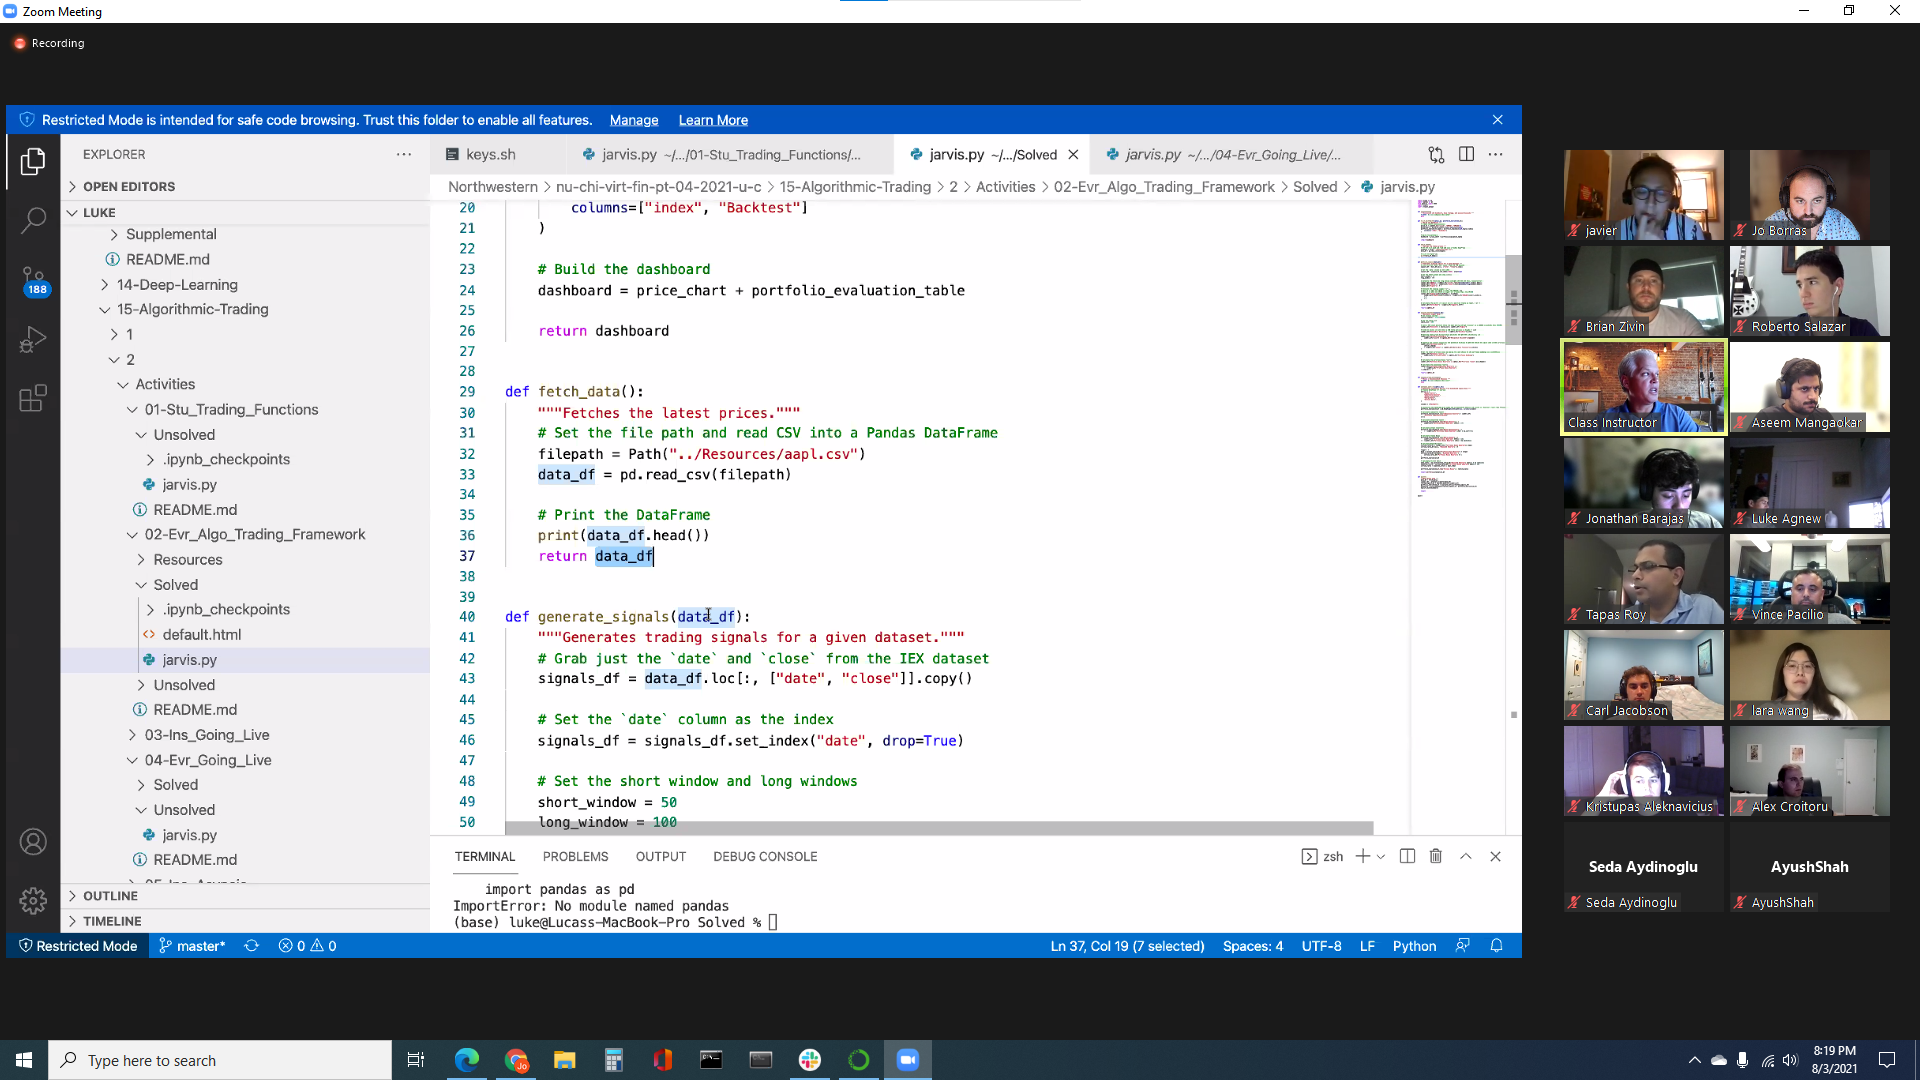 Zoom Meeting
Recording
Restricted Mode is intended for safe code browsing. Trust this folder to enable all features. Manage Learn More
EXPLORER
OPEN EDITORS
LUKE
Supplemental
README.md
14-Deep-Learning
15-Algorithmic-Trading
1
2
Activities
01-Stu_Trading_Functions
Unsolved
.ipynb_checkpoints
jarvis.py
README.md
02-Evr_Algo_Trading_Framework
Resources
Solved
.ipynb_checkpoints
default.html
jarvis.py
Unsolved
README.md
03-Ins_Going_Live
04-Evr_Going_Live
Solved
Unsolved
jarvis.py
README.md
OUTLINE
TIMELINE
188
keys.sh
jarvis.py ~/.../01-Stu_Trading_Functions/...
jarvis.py ~/.../Solved
jarvis.py ~/.../04-Evr_Going_Live/...
Northwestern > nu-chi-virt-fin-pt-04-2021-u-c > 15-Algorithmic-Trading > 2 > Activities > 02-Evr_Algo_Trading_Framework > Solved > jarvis.py
20 columns=["index", "Backtest"]
21 )
22
23 # Build the dashboard
24 dashboard = price_chart + portfolio_evaluation_table
25
26 return dashboard
27
28
29 def fetch_data():
30 """Fetches the latest prices."""
31 # Set the file path and read CSV into a Pandas DataFrame
32 filepath = Path("../Resources/aapl.csv")
33 data_df = pd.read_csv(filepath)
34
35 # Print the DataFrame
36 print(data_df.head())
37 return data_df
38
39
40 def generate_signals(data_df):
41 """Generates trading signals for a given dataset."""
42 # Grab just the `date` and `close` from the IEX dataset
43 signals_df = data_df.loc[:, ["date", "close"]].copy()
44
45 # Set the `date` column as the index
46 signals_df = signals_df.set_index("date", drop=True)
47
48 # Set the short window and long windows
49 short_window = 50
50 long_window = 100
TERMINAL PROBLEMS OUTPUT DEBUG CONSOLE
zsh
import pandas as pd
ImportError: No module named pandas
(base) luke@Lucass-MacBook-Pro Solved %
Restricted Mode master* 0 0
Ln 37, Col 19 (7 selected) Spaces: 4 UTF-8 LF Python
javier
Jo Borras
Brian Zivin
Roberto Salazar
Class Instructor
Aseem Mangaokar
Jonathan Barajas
Luke Agnew
Tapas Roy
Vince Pacilio
Carl Jacobson
lara wang
Kristupas Aleknavicius
Alex Croitoru
Seda Aydinoglu
Seda Aydinoglu
AyushShah
AyushShah
Type here to search
Jo
8:19 PM
8/3/2021